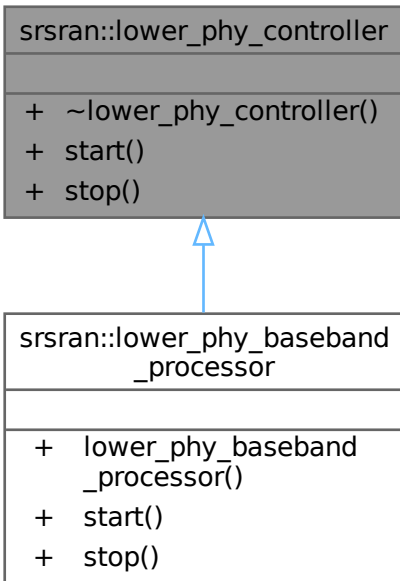 srsran::lower_phy_controller
+ ~lower_phy_controller()
+ start()
+ stop()
srsran::lower_phy_baseband
_processor
+ lower_phy_baseband
_processor()
+ start()
+ stop()